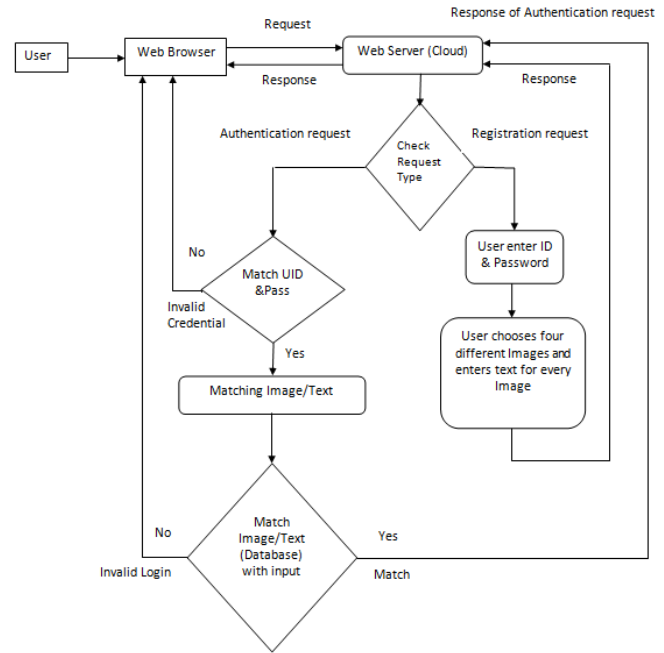 Response of Authentication request
Request
User
Web Browser
Web Server (Cloud)
Response
Response
Authentication request
Registration request
Check
Request
Type
User enter ID
& Password
No
Match UID
&Pass
Invalid
Credential
Yes
User chooses four
different Images and
enters text for every
Image
Matching Image/Text
No
Match
Image/Text
(Database)
with input
Yes
Invalid Login
Match